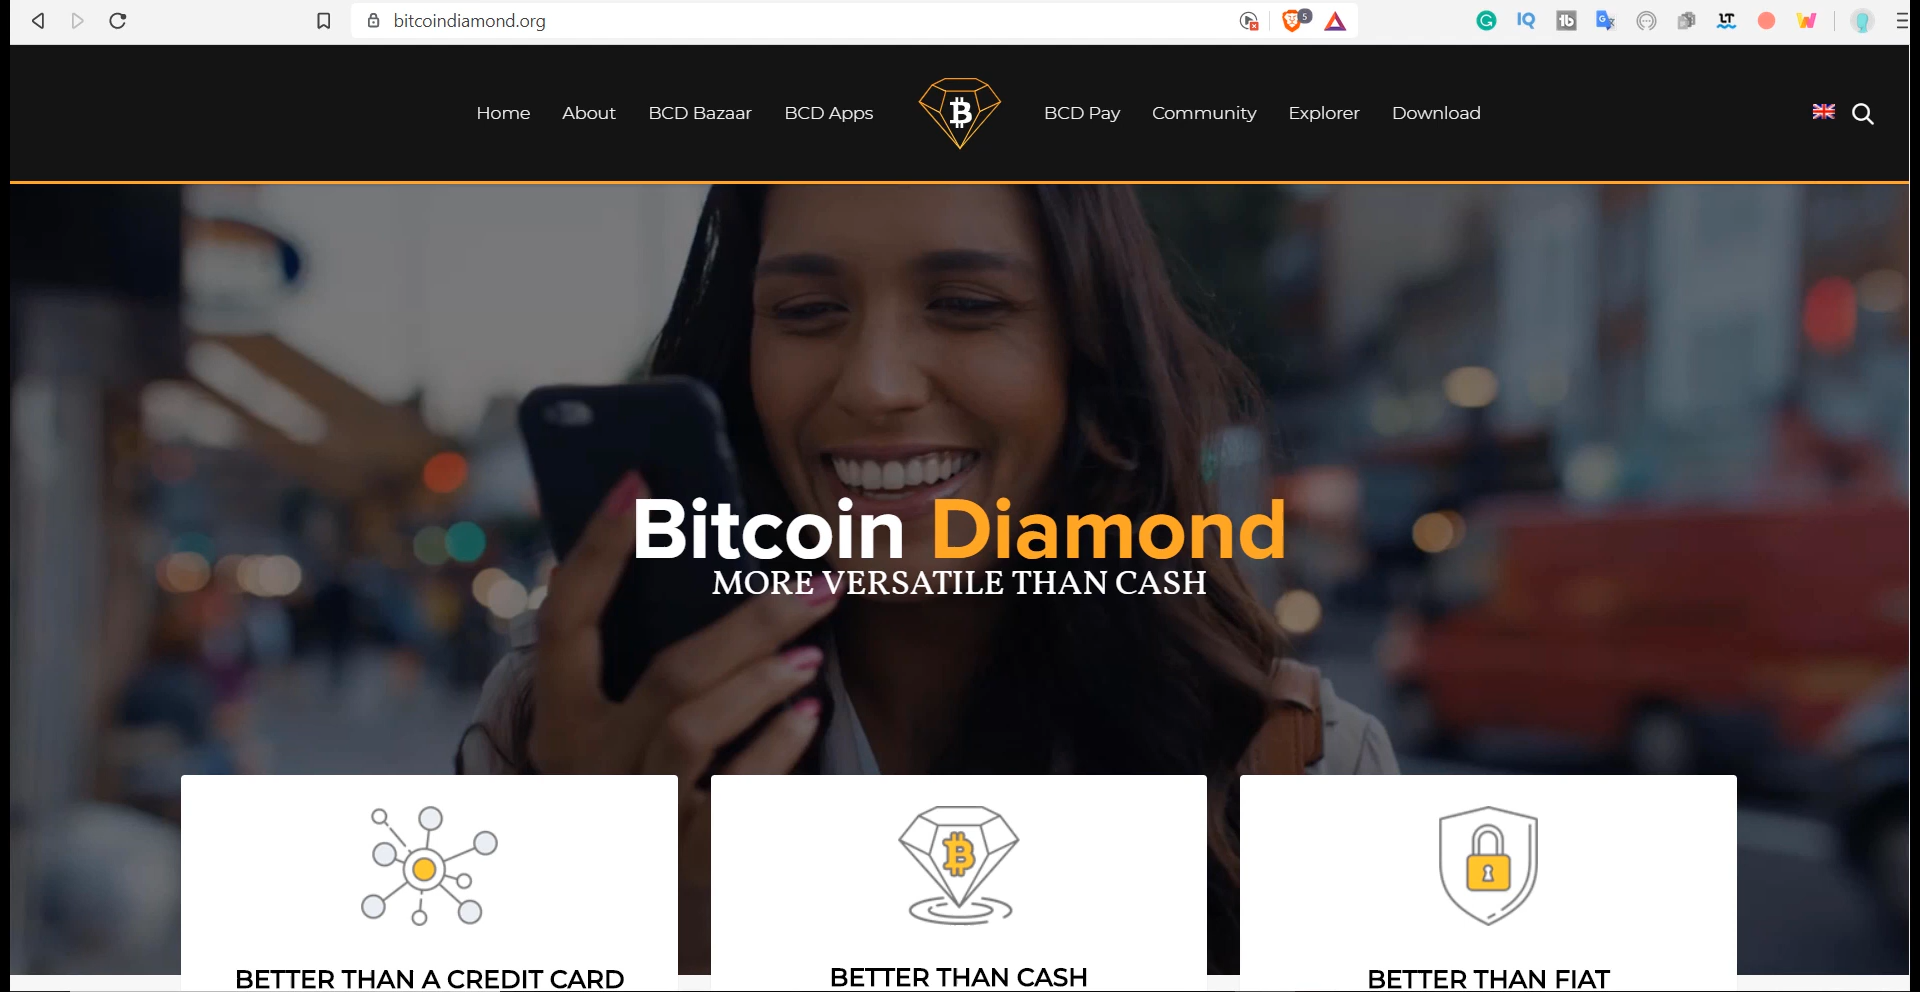 bitcoindiamond.org
5
Home
About
BCD Bazaar
BCD Apps
BCD Pay
Community
Explorer
Download
Bitcoin Diamond
MORE VERSATILE THAN CASH
BETTER THAN A CREDIT CARD
BETTER THAN CASH
BETTER THAN FIAT